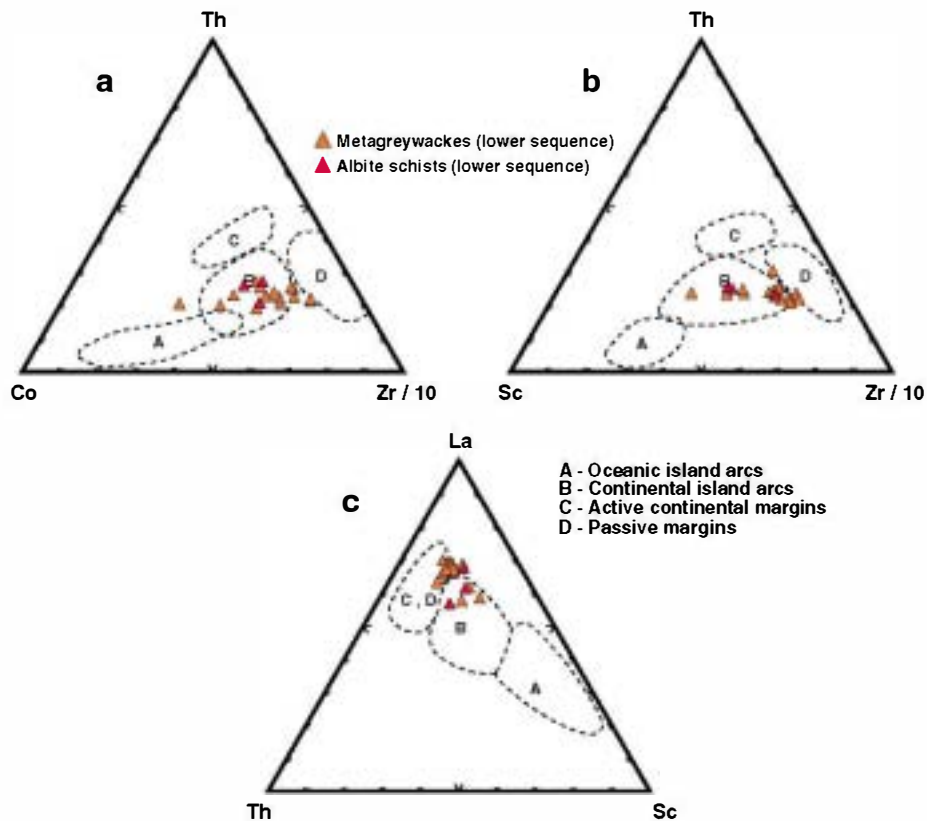 Th
Th
a
b
Metagreywackes (lower sequence)
Albite schists (lower sequence)
C
B
D
A
C
B
D
A
Co
Zr / 10
Sc
Zr / 10
La
c
A - Oceanic island arcs
B - Continental island arcs
C - Active continental margins
D - Passive margins
C , D
B
A
Th
Sc